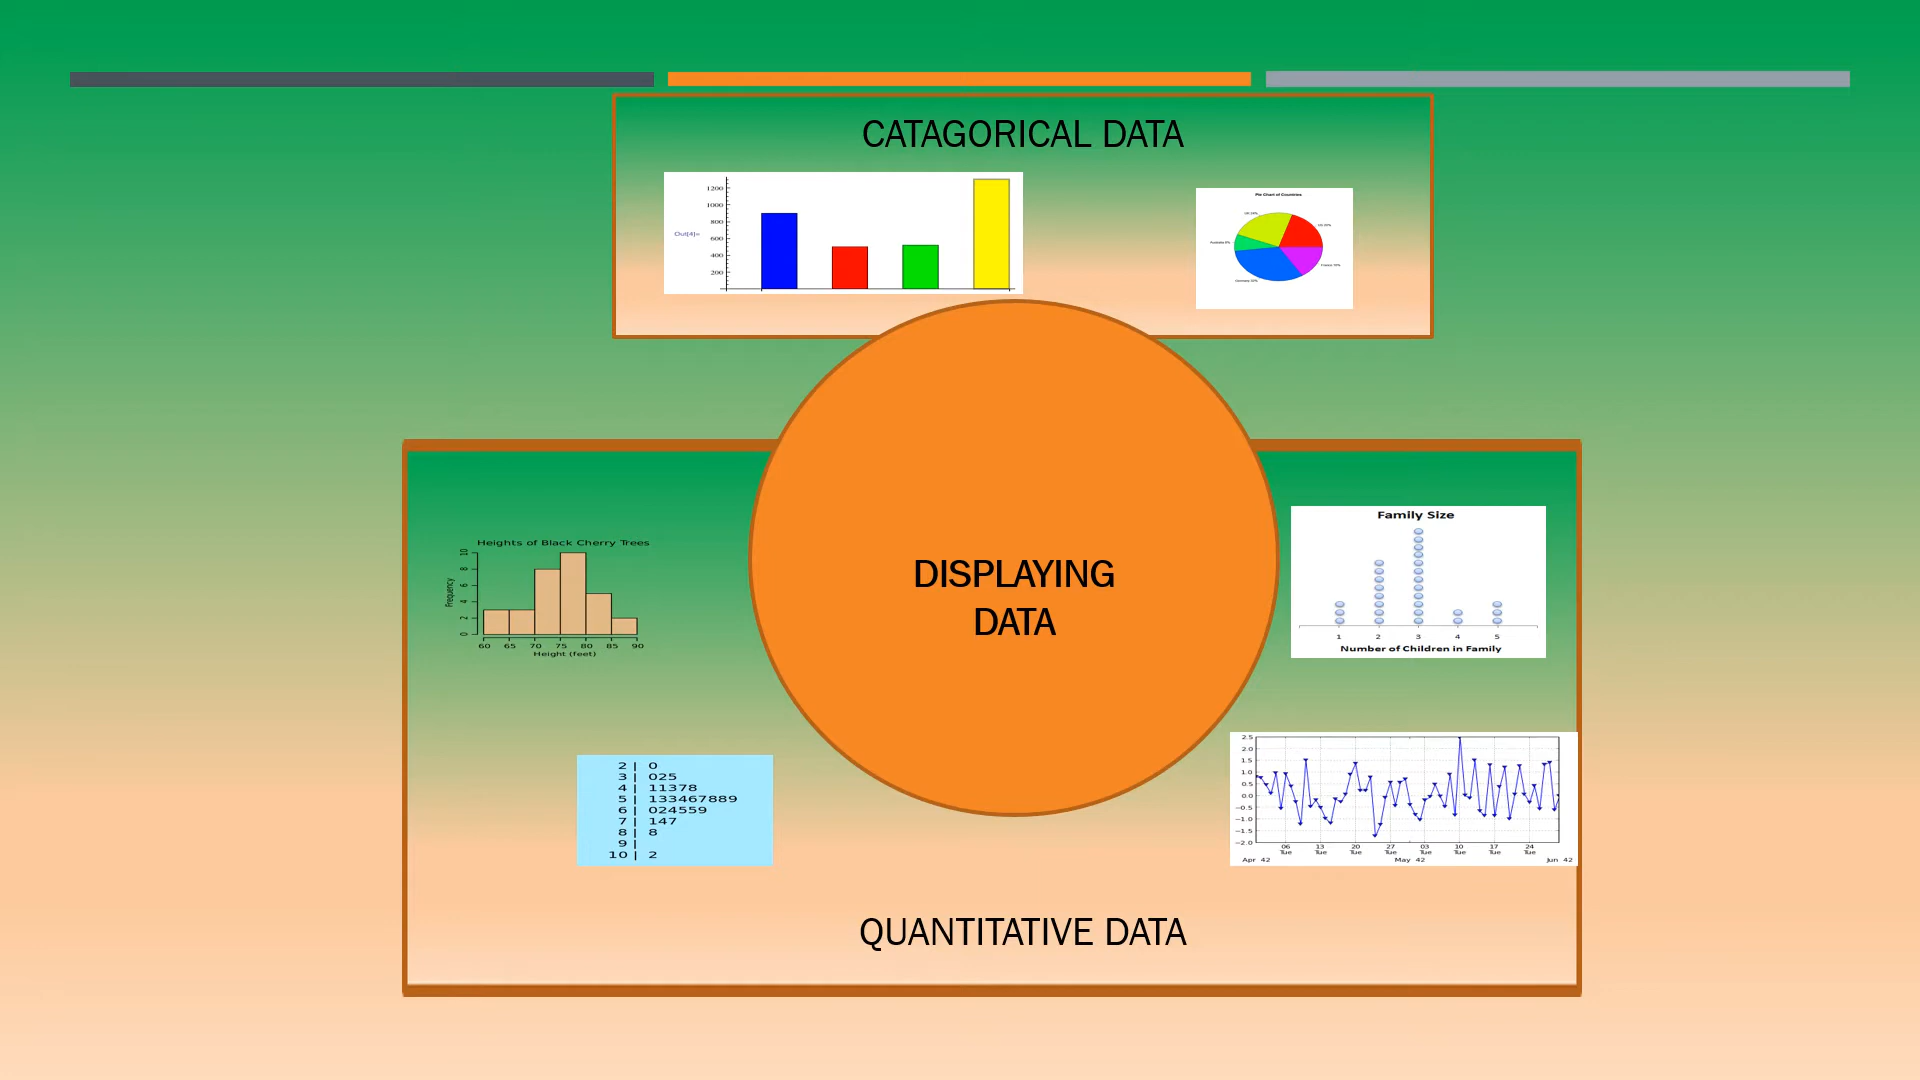 CATAGORICAL DATA
1200
1000
800
600
400
200
Out[4]=
Pie Chart of Countries
DISPLAYING
DATA
Heights of Black Cherry Trees
Frequency
0 2 4 6 8 10
60 65 70 75 80 85 90
Height (feet)
Family Size
1 2 3 4 5
Number of Children in Family
2 | 0
3 | 025
4 | 11378
5 | 133467889
6 | 024559
7 | 147
8 | 8
9 |
10 | 2
2.5
2.0
1.5
1.0
0.5
0.0
−0.5
−1.0
−1.5
−2.0
06 13 20 27 03 10 17 24
Tue Tue Tue Tue Tue Tue Tue Tue
Apr 42 May 42 Jun 42
QUANTITATIVE DATA